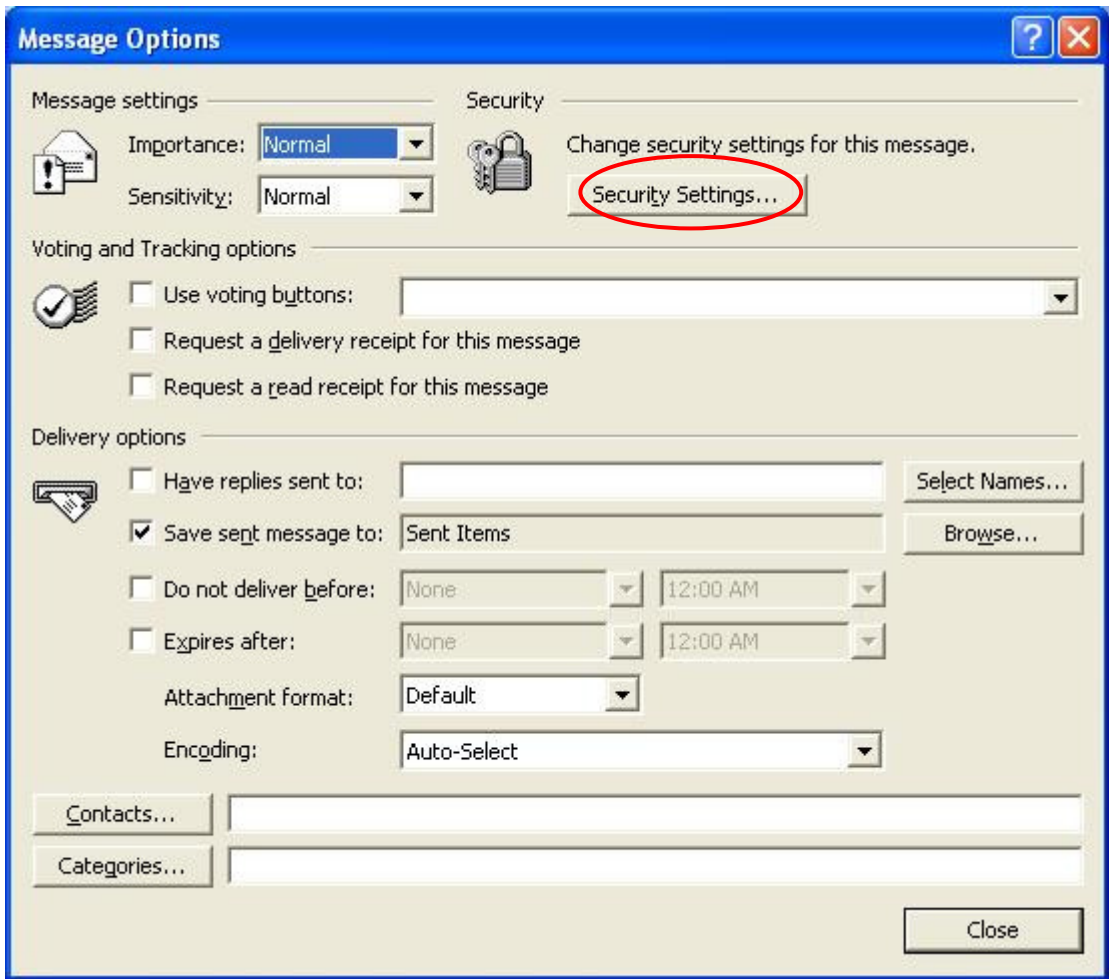 Message Options
Message settings
Security
Importance: Normal
Change security settings for this message.
Sensitivity: Normal
Security Settings...
Voting and Tracking options
Use voting buttons:
Request a delivery receipt for this message
Request a read receipt for this message
Delivery options
Have replies sent to:
Select Names...
Save sent message to: Sent Items
Browse...
Do not deliver before: None 12:00 AM
Expires after: None 12:00 AM
Attachment format: Default
Encoding: Auto-Select
Contacts...
Categories...
Close